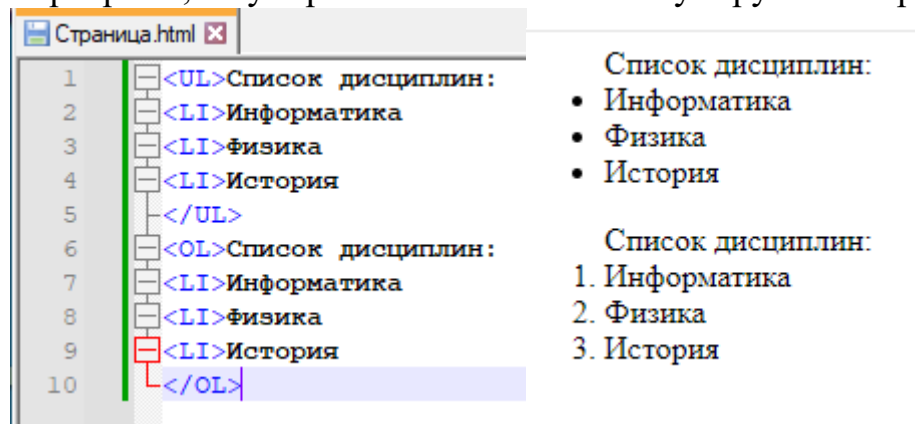 Страница.html
1 <UL>Список дисциплин:
2 <LI>Информатика
3 <LI>Физика
4 <LI>История
5 </UL>
6 <OL>Список дисциплин:
7 <LI>Информатика
8 <LI>Физика
9 <LI>История
10 </OL>
Список дисциплин:
• Информатика
• Физика
• История
Список дисциплин:
1. Информатика
2. Физика
3. История